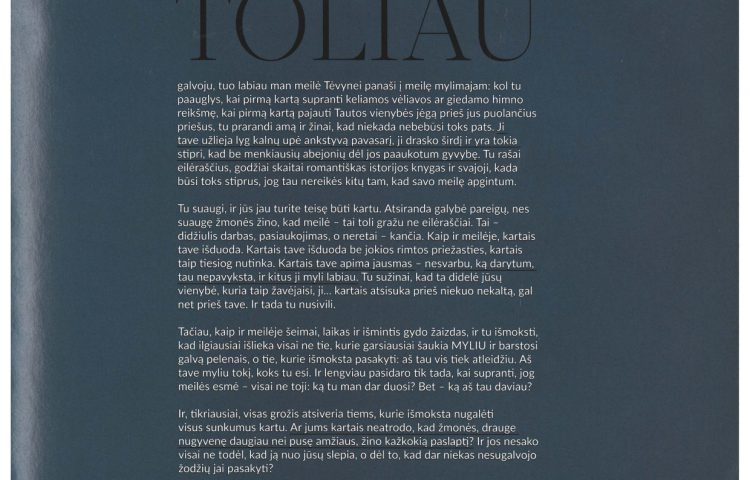 TOLIAU
galvoju, tuo labiau man meilė Tėvynei panaši į meilę mylimajam: kol tu
paauglys, kai pirmą kartą supranti keliamos vėliavos ar giedamo himno
reikšmę, kai pirmą kartą pajauti Tautos vienybės jėgą prieš jus puolančius
priešus, tu prarandi amą ir žinai, kad niekada nebebūsi toks pats. Ji
tave užlieja lyg kalnų upė ankstyvą pavasarį, ji drasko širdį ir yra tokia
stipri, kad be menkiausių abejonių dėl jos paaukotum gyvybę. Tu rašai
eilėraščius, godžiai skaitai romantiškas istorijos knygas ir svajoji, kada
būsi toks stiprus, jog tau nereikės kitų tam, kad savo meilę apgintum.
Tu suaugi, ir jūs jau turite teisę būti kartu. Atsiranda galybė pareigų, nes
suaugę žmonės žino, kad meilė – tai toli gražu ne eilėraščiai. Tai –
didžiulis darbas, pasiaukojimas, o neretai – kančia. Kaip ir meilėje, kartais
tave išduoda. Kartais tave išduoda be jokios rimtos priežasties, kartais
taip tiesiog nutinka. Kartais tave apima jausmas – nesvarbu, ką darytum,
tau nepavyksta, ir kitus ji myli labiau. Tu sužinai, kad ta didelė jūsų
vienybė, kuria taip žavėjaisi, ji... kartais atsisuka prieš niekuo nekaltą, gal
net prieš tave. Ir tada tu nusivili.
Tačiau, kaip ir meilėje šeimai, laikas ir išmintis gydo žaizdas, ir tu išmoksti,
kad ilgiausiai išlieka visai ne tie, kurie garsiausiai šaukia MYLIU ir barstosi
galvą pelenais, o tie, kurie išmoksta pasakyti: aš tau vis tiek atleidžiu. Aš
tave myliu tokį, koks tu esi. Ir lengviau pasidaro tik tada, kai supranti, jog
meilės esmė – visai ne toji: ką tu man dar duosi? Bet – ką aš tau daviau?
Ir, tikriausiai, visas grožis atsiveria tiems, kurie išmoksta nugalėti
visus sunkumus kartu. Ar jums kartais neatrodo, kad žmonės, drauge
nugyvenę daugiau nei pusę amžiaus, žino kažkokią paslaptį? Ir jos nesako
visai ne todėl, kad ją nuo jūsų slepia, o dėl to, kad dar niekas nesugalvojo
žodžių jai pasakyti?